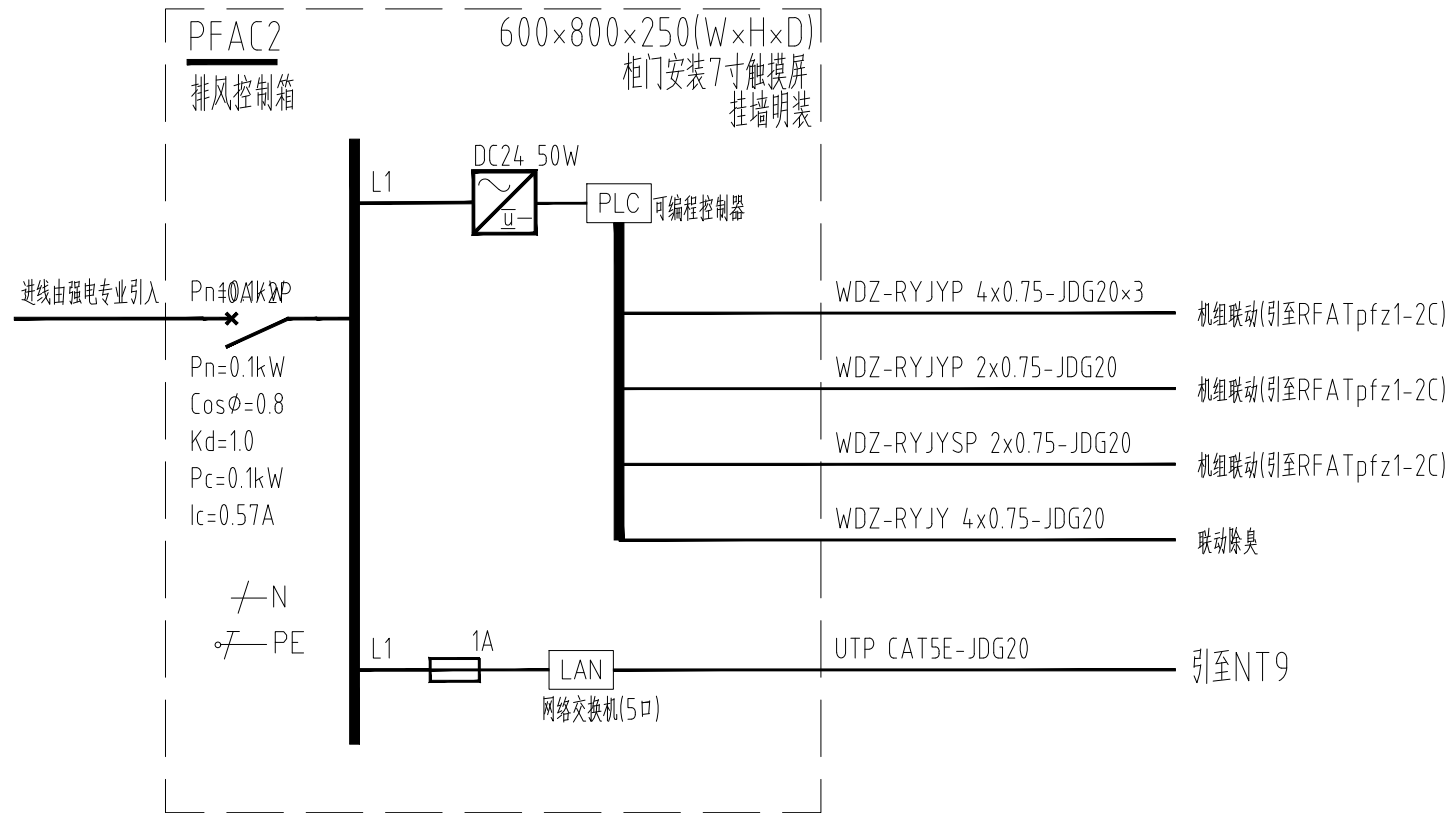 PFAC2
排风控制箱
600×800×250(W×H×D)
柜门安装7寸触摸屏
挂墙明装
DC24 50W
L1
PLC
可编程控制器
进线由强电专业引入
Pn=0.1kW
10A/2P
Pn=0.1kW
CosΦ=0.8
Kd=1.0
Pc=0.1kW
Ic=0.57A
WDZ-RYJYP 4x0.75-JDG20×3
机组联动(引至RFATpfz1-2C)
WDZ-RYJYP 2x0.75-JDG20
机组联动(引至RFATpfz1-2C)
WDZ-RYJYSP 2x0.75-JDG20
机组联动(引至RFATpfz1-2C)
WDZ-RYJY 4x0.75-JDG20
联动除臭
N
PE
L1
1A
LAN
网络交换机(5口)
UTP CAT5E-JDG20
引至NT9